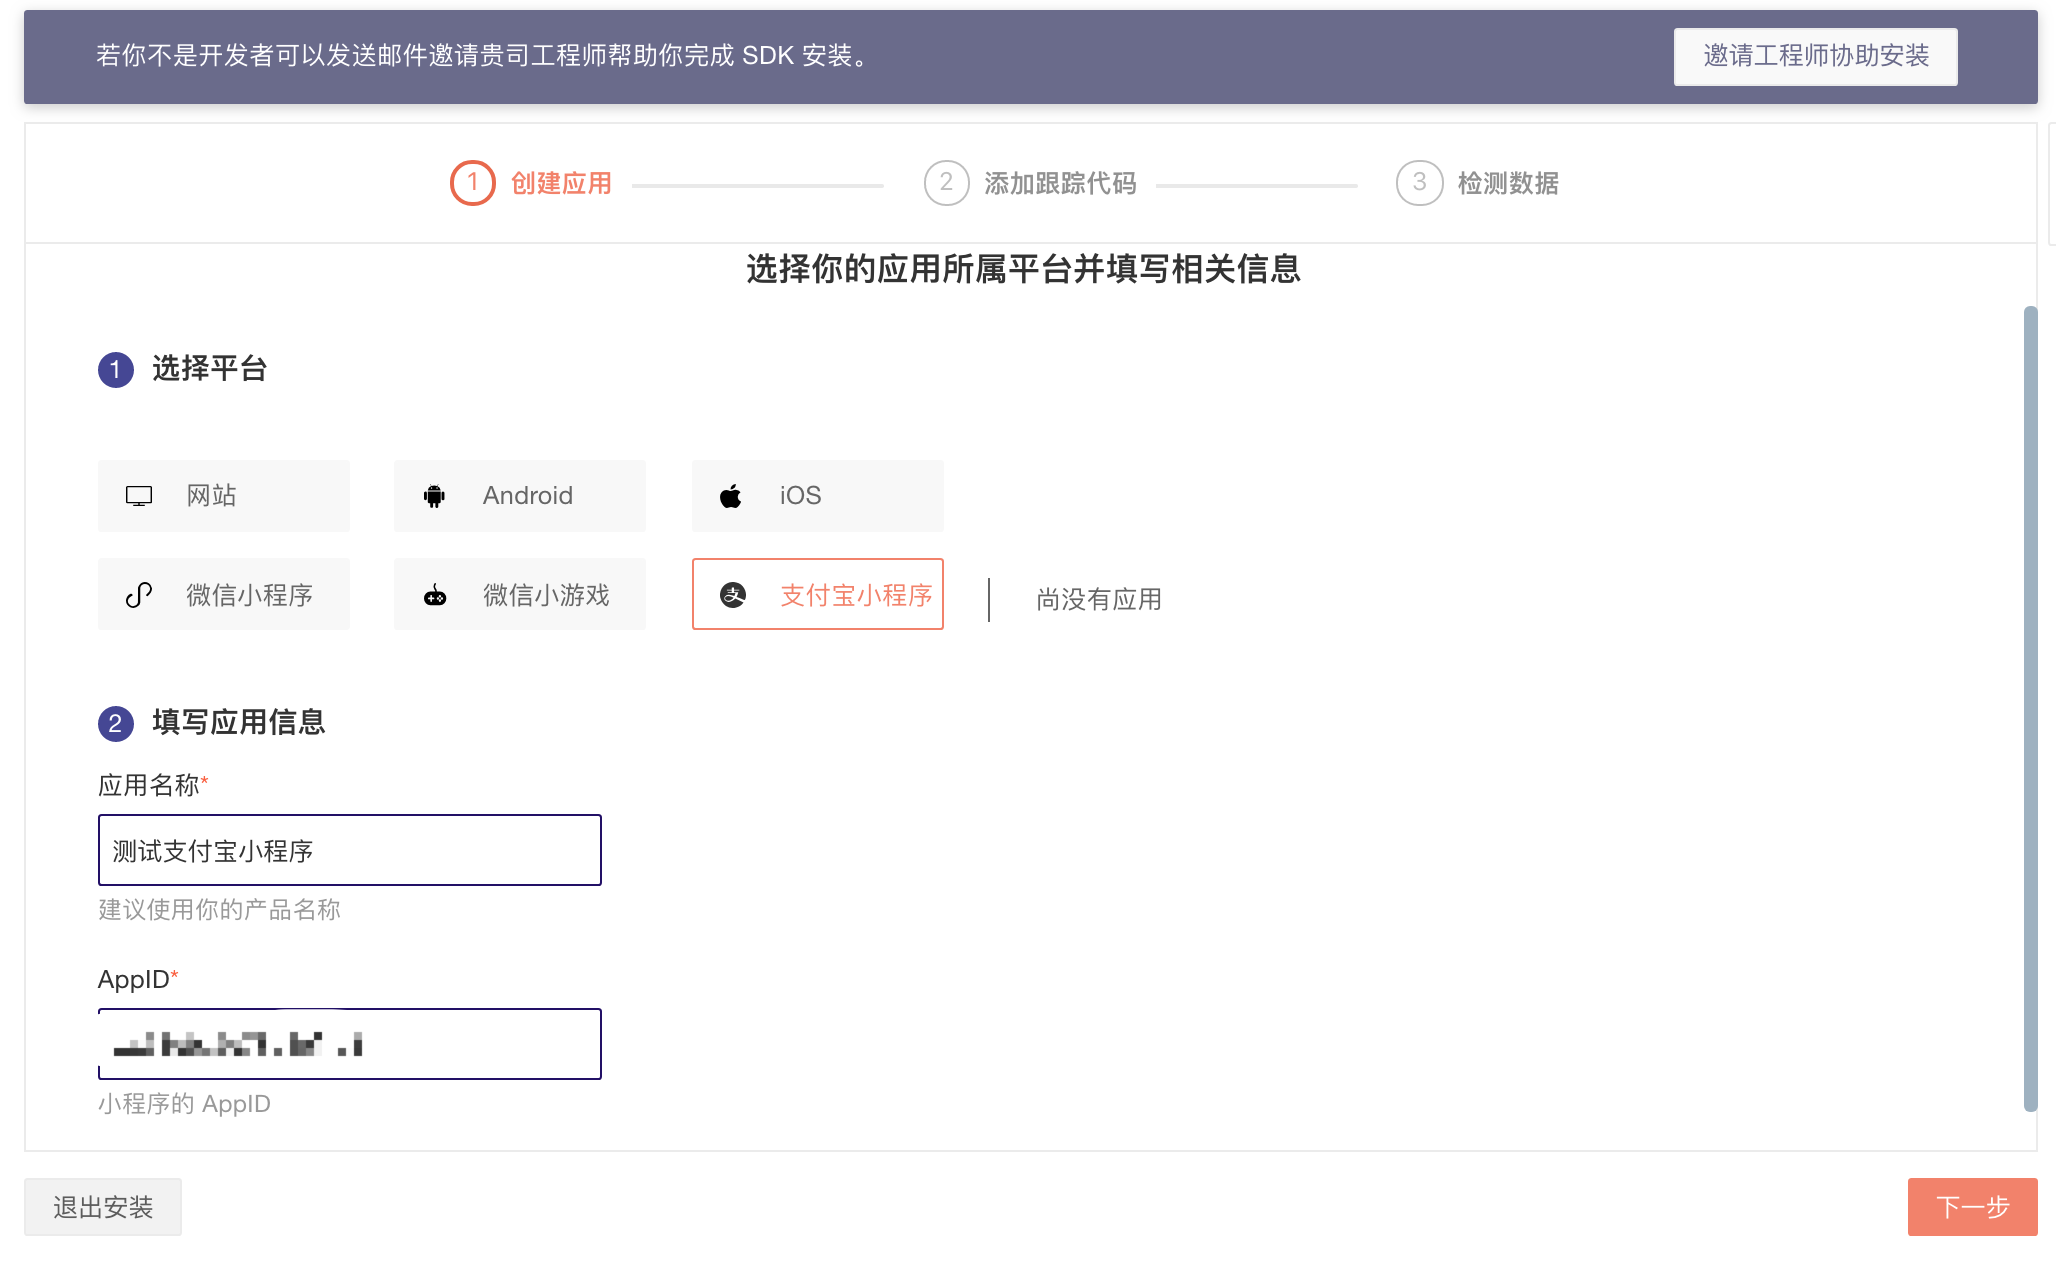 若你不是开发者可以发送邮件邀请贵司工程师帮助你完成 SDK 安装。
邀请工程师协助安装
1 创建应用
2 添加跟踪代码
3 检测数据
选择你的应用所属平台并填写相关信息
1 选择平台
网站
Android
iOS
微信小程序
微信小游戏
支 支付宝小程序
尚没有应用
2 填写应用信息
应用名称*
测试支付宝小程序
建议使用你的产品名称
AppID*
小程序的 AppID
退出安装
下一步